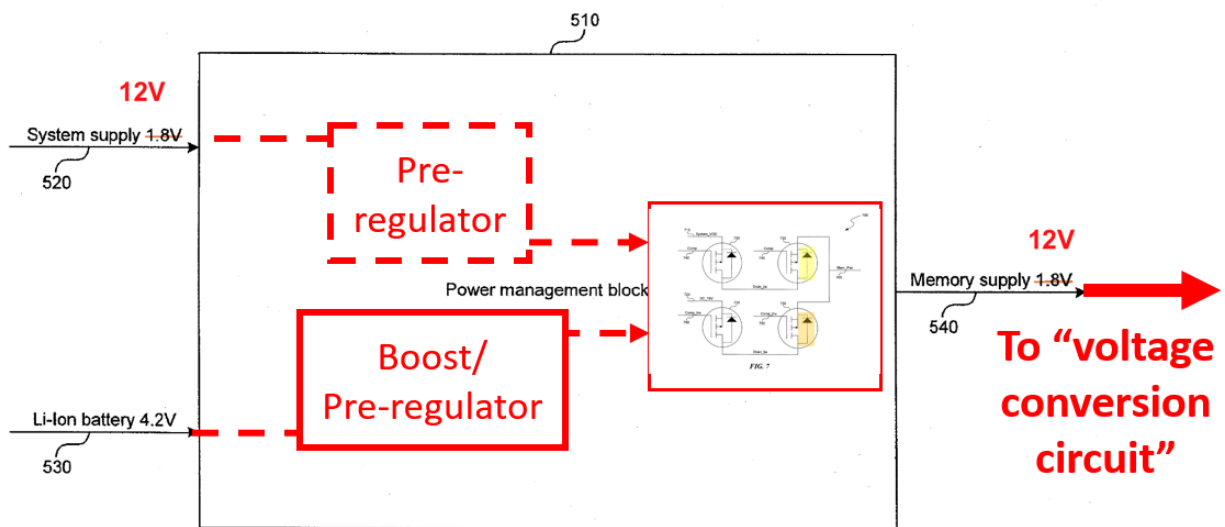 510
12V
System supply 1.8V
520
Pre-
regulator
Power management block
Boost/
Pre-regulator
Li-Ion battery 4.2V
530
FIG. 7
12V
Memory supply 1.8V
540
To “voltage
conversion
circuit”